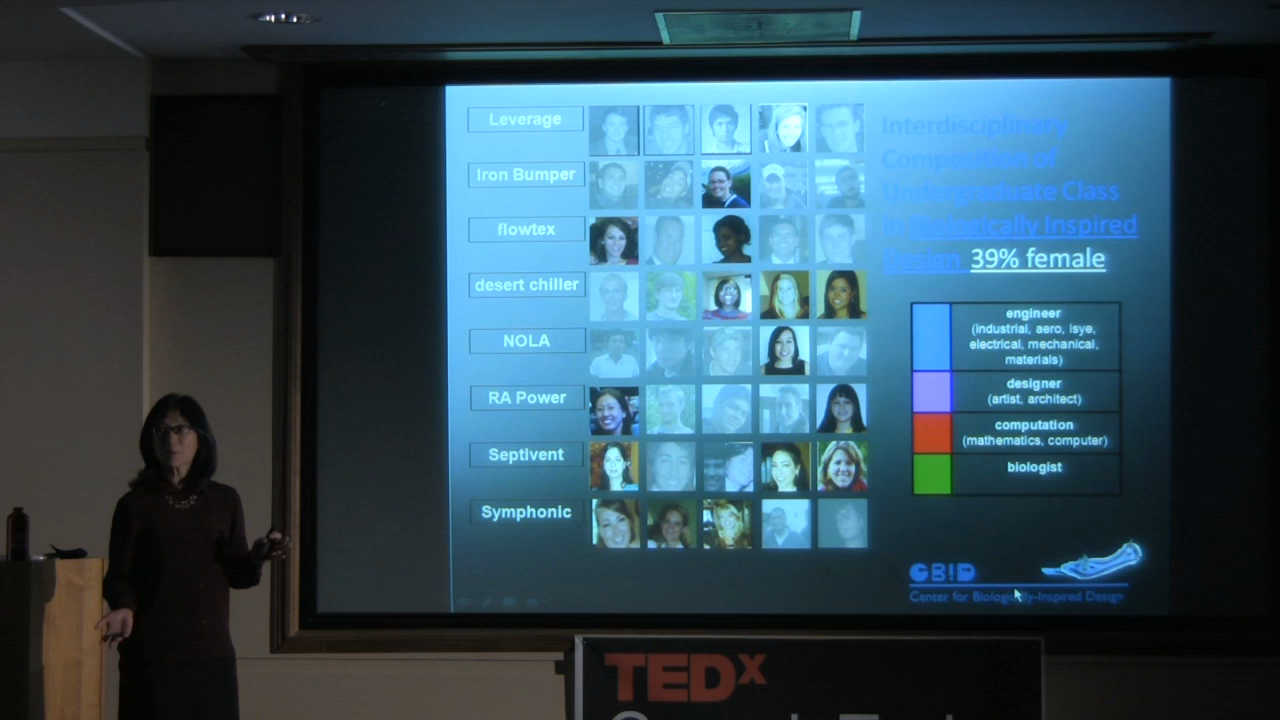 Leverage
Iron Bumper
flowtex
desert chiller
NOLA
RA Power
Septivent
Symphonic
Interdisciplinary
Composition of
Undergraduate Class
in Biologically Inspired
Design 39% female
engineer
(industrial, aero, isye,
electrical, mechanical,
materials)
designer
(artist, architect)
computation
(mathematics, computer)
biologist
CBID
Center for Biologically-Inspired Design
TEDx